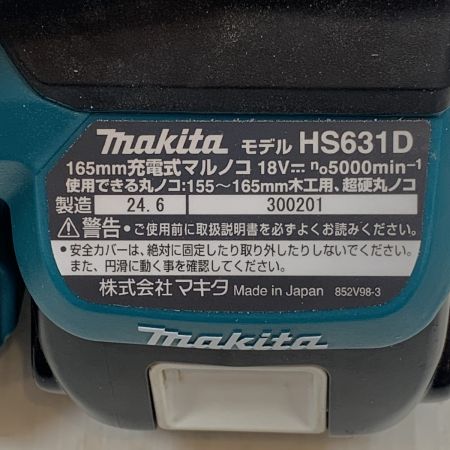 makita モデル HS631D
165mm充電式マルノコ 18V⎓ n₀5000min⁻¹
使用できる丸ノコ:155～165mm木工用、超硬丸ノコ
製造 24.6 300201
⚠警告・ご使用前に取扱説明書を必ずよくお読みください。
・安全カバーは、絶対に固定したり取り外したりしないでください。
また、円滑に動く事を確認してください。
株式会社マキタ Made in Japan 852V98-3
makita